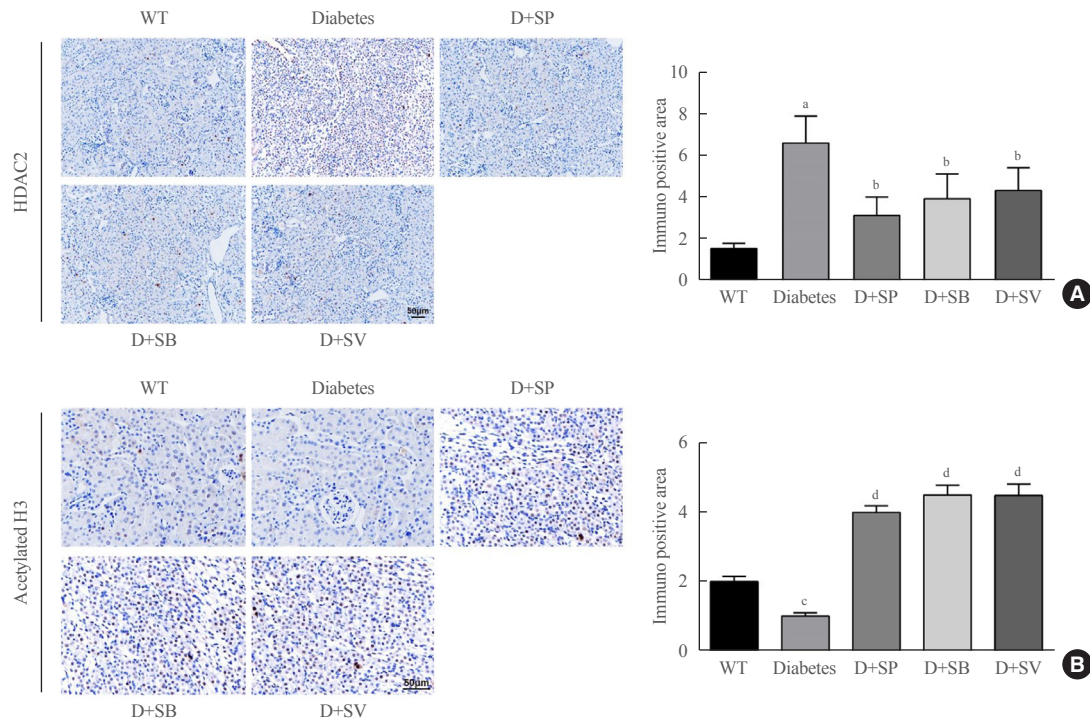 WT Diabetes D+SP
HDAC2
D+SB D+SV
50μm
Immuno positive area
10
8
6
4
2
0
a
b
b
b
WT Diabetes D+SP D+SB D+SV
A
WT Diabetes D+SP
Acetylated H3
D+SB D+SV
50μm
Immuno positive area
6
4
2
0
c
d
d
d
WT Diabetes D+SP D+SB D+SV
B